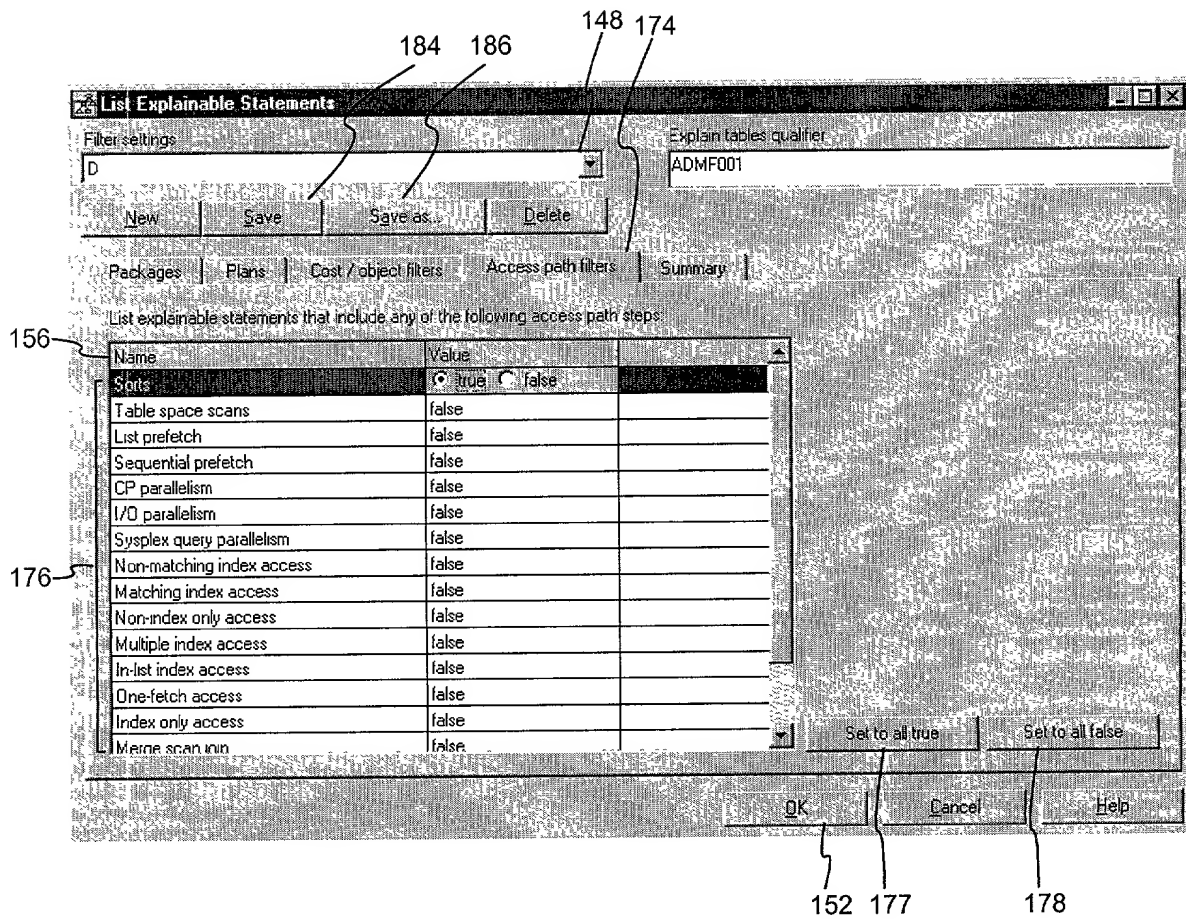 148 174
184 186
List Explainable Statements
Filter settings
Explain tables qualifier
D
ADMF001
New Save Save as... Delete
Packages Plans Cost / object filters Access path filters Summary
List explainable statements that include any of the following access path steps:
156
Name Value
Sorts true false
Table space scans false
List prefetch false
Sequential prefetch false
CP parallelism false
I/O parallelism false
Sysplex query parallelism false
176
Non-matching index access false
Matching index access false
Non-index only access false
Multiple index access false
In-list index access false
One-fetch access false
Index only access false
Merge scan join false
Set to all true Set to all false
OK Cancel Help
152 177 178